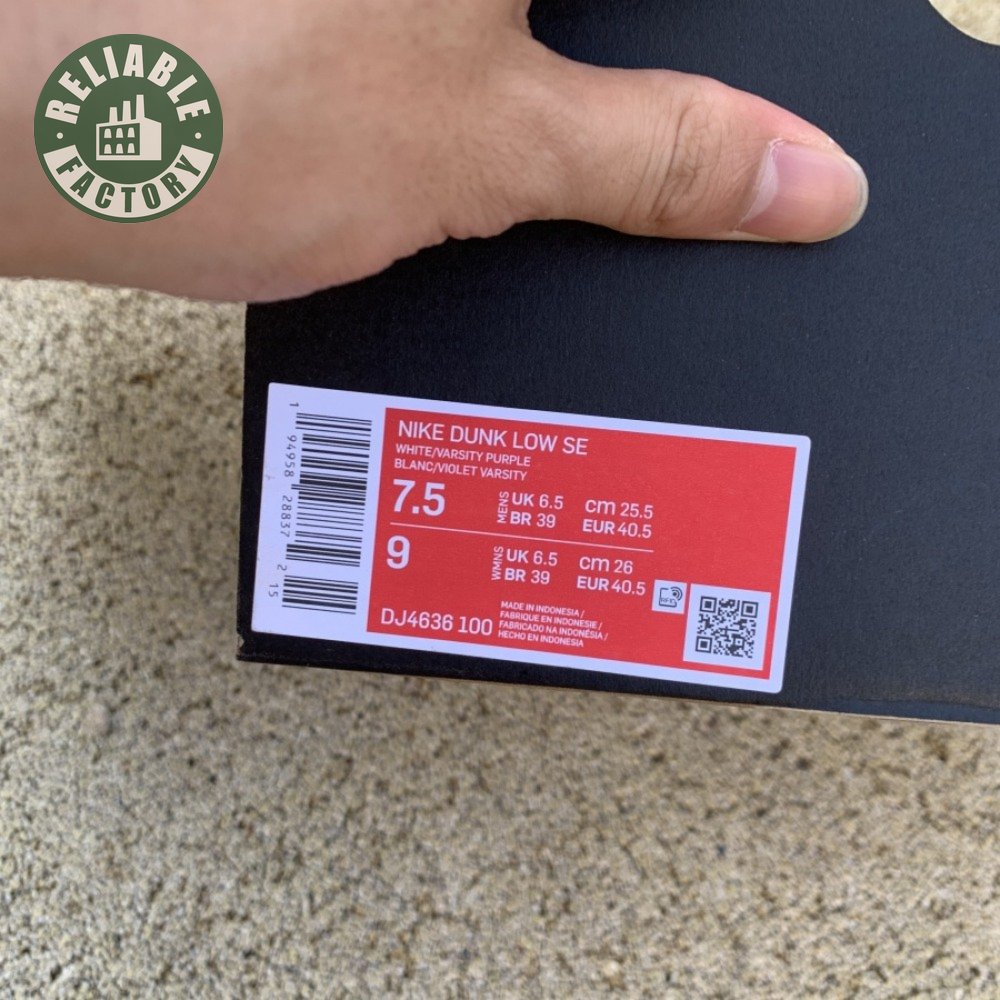 RELIABLE
FACTORY
NIKE DUNK LOW SE
WHITE/VARSITY PURPLE
BLANC/VIOLET VARSITY
7.5
MENS
UK 6.5 cm 25.5
BR 39 EUR 40.5
9
WMNS
UK 6.5 cm 26
BR 39 EUR 40.5
RFID
DJ4636 100
MADE IN INDONESIA /
FABRIQUE EN INDONESIE /
FABRICADO NA INDONÉSIA /
HECHO EN INDONESIA
1 94958 28837 2 15